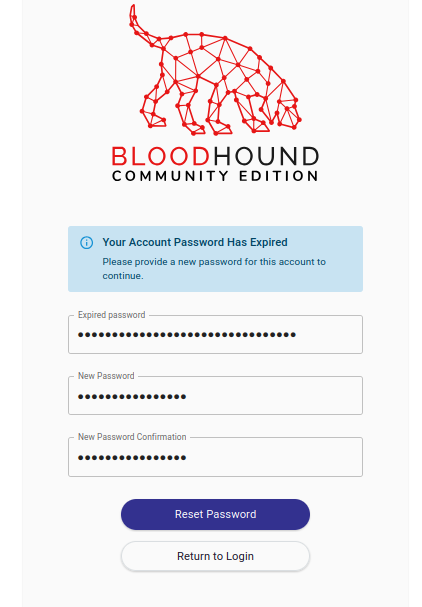 BLOODHOUND
COMMUNITY EDITION
Your Account Password Has Expired
Please provide a new password for this account to
continue.
Expired password
••••••••••••••••••••••••••••••••
New Password
••••••••••••••••
New Password Confirmation
••••••••••••••••
Reset Password
Return to Login